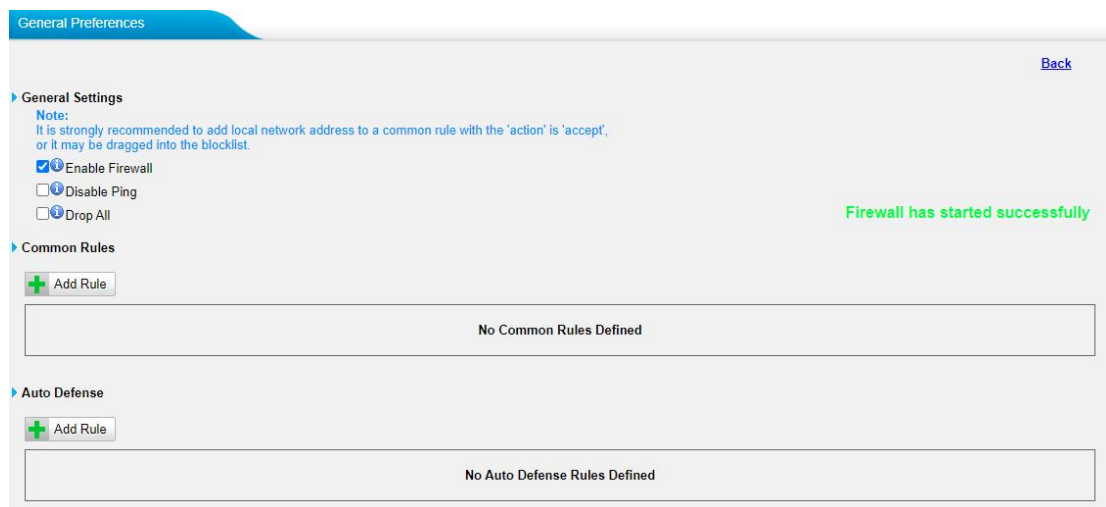 General Preferences
Back
General Settings
Note:
It is strongly recommended to add local network address to a common rule with the 'action' is 'accept',
or it may be dragged into the blocklist.
Enable Firewall
Disable Ping
Drop All
Firewall has started successfully
Common Rules
Add Rule
No Common Rules Defined
Auto Defense
Add Rule
No Auto Defense Rules Defined